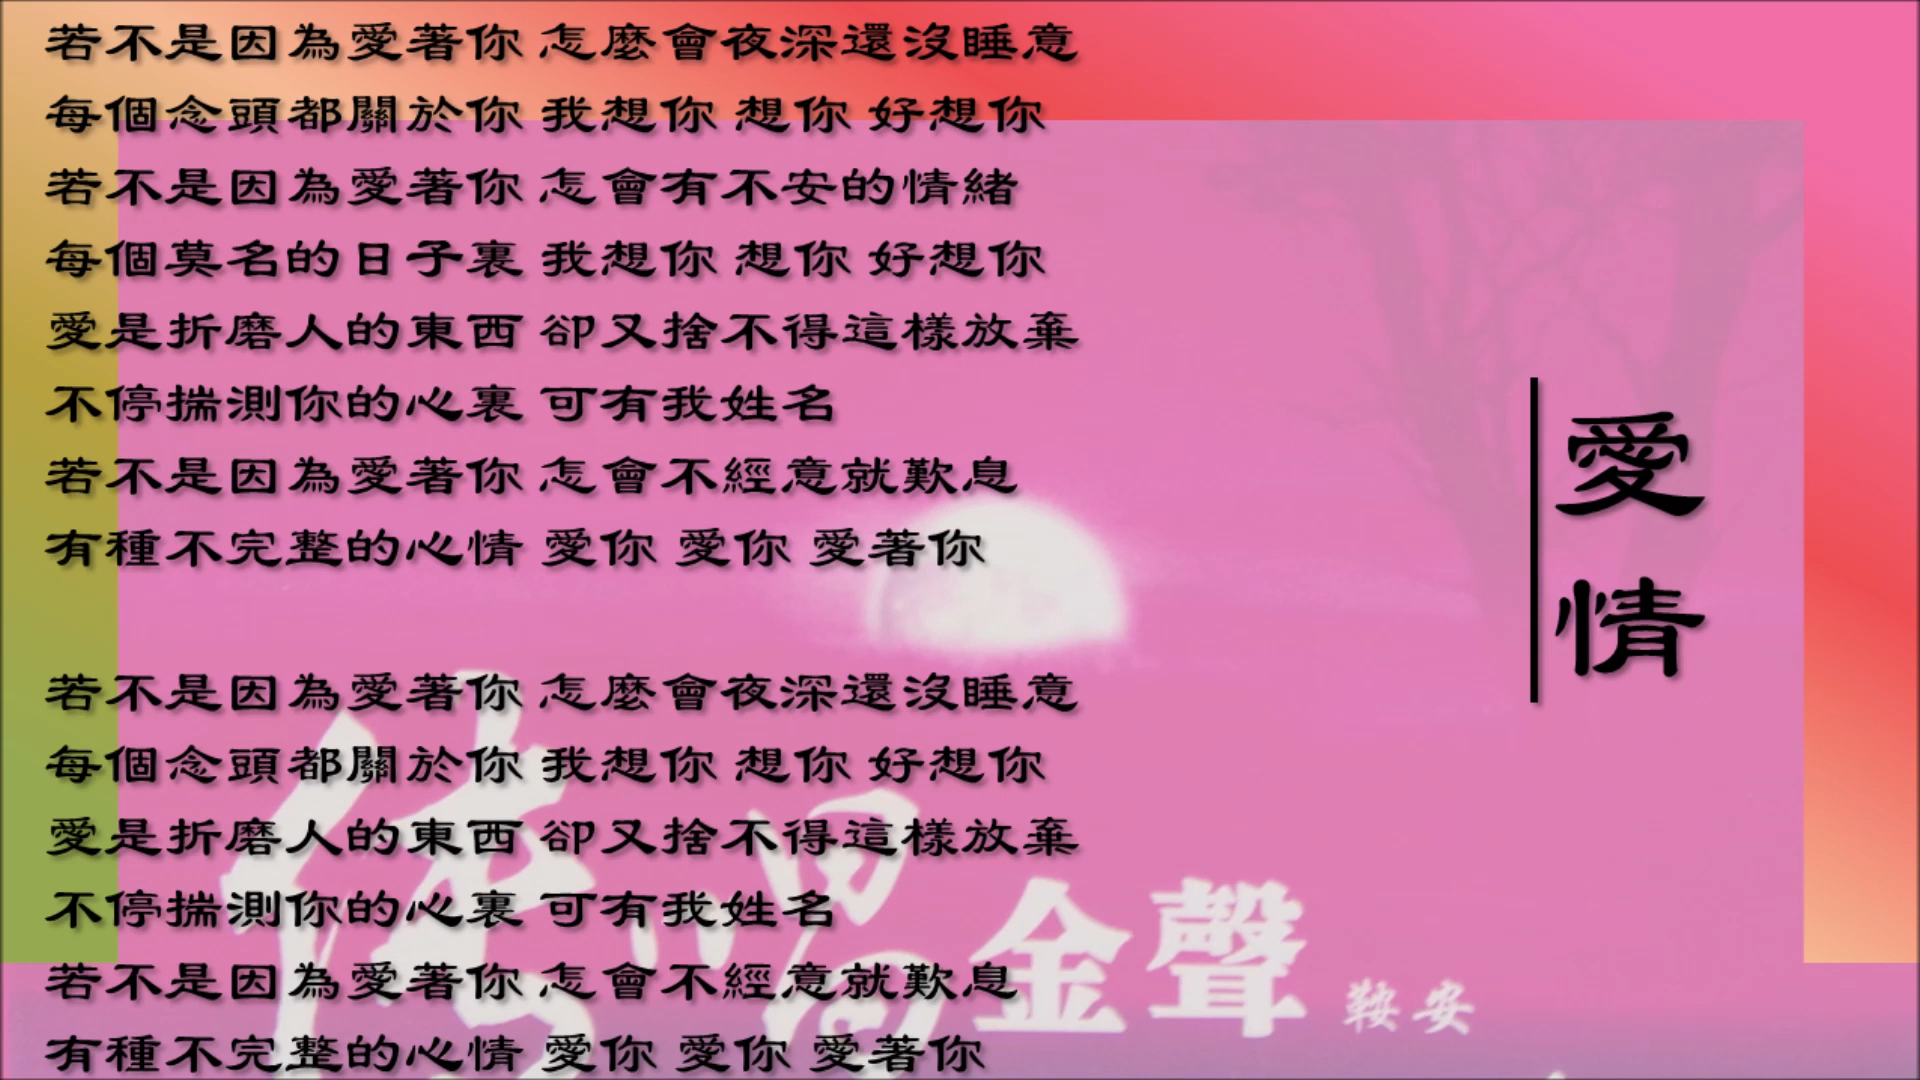 若不是因為愛著你 怎麼會夜深還沒睡意
每個念頭都關於你 我想你 想你 好想你
若不是因為愛著你 怎會有不安的情緒
每個莫名的日子裏 我想你 想你 好想你
愛是折磨人的東西 卻又捨不得這樣放棄
不停揣測你的心裏 可有我姓名
若不是因為愛著你 怎會不經意就歎息
有種不完整的心情 愛你 愛你 愛著你
若不是因為愛著你 怎麼會夜深還沒睡意
每個念頭都關於你 我想你 想你 好想你
愛是折磨人的東西 卻又捨不得這樣放棄
不停揣測你的心裏 可有我姓名
若不是因為愛著你 怎會不經意就歎息
有種不完整的心情 愛你 愛你 愛著你
愛情
金聲
鞍安